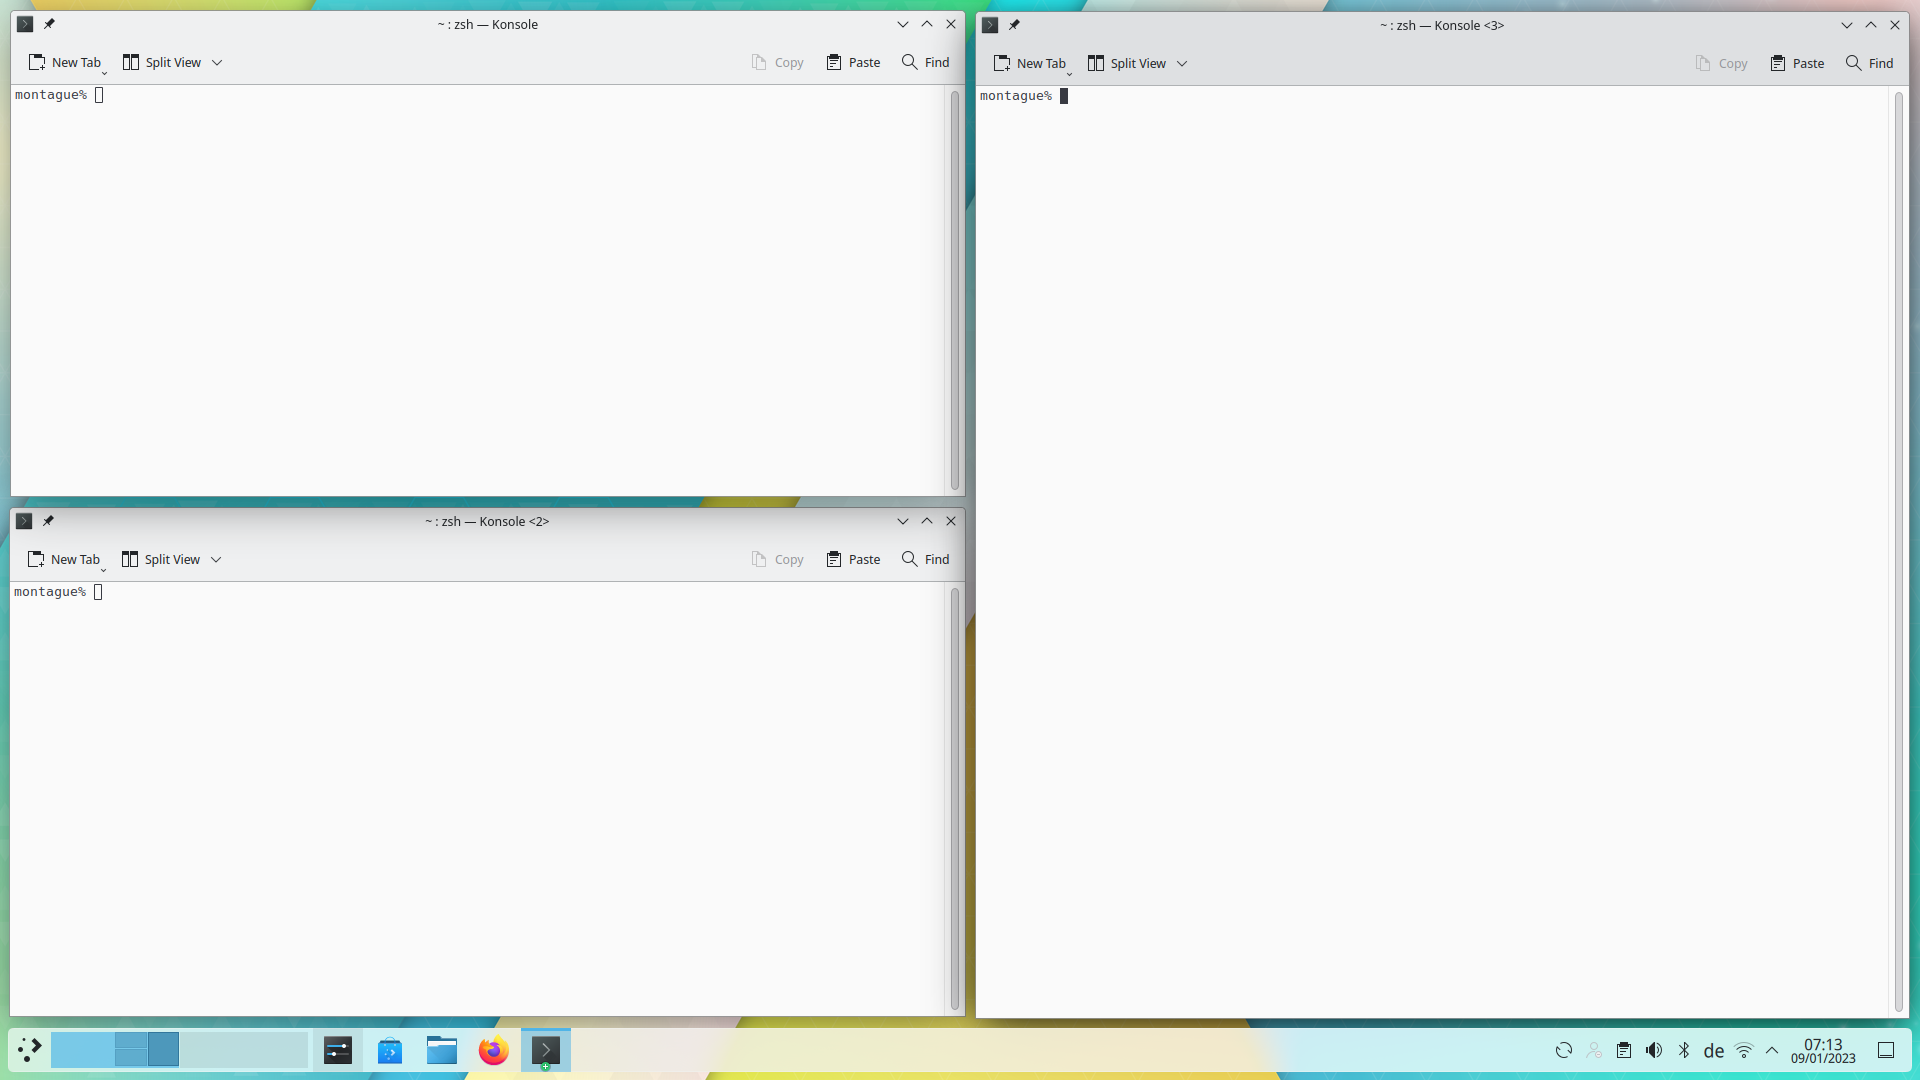 ~ : zsh — Konsole
New Tab Split View Copy Paste Find
montague%
~ : zsh — Konsole <2>
New Tab Split View Copy Paste Find
montague%
~ : zsh — Konsole <3>
New Tab Split View Copy Paste Find
montague%
de
07:13
09/01/2023